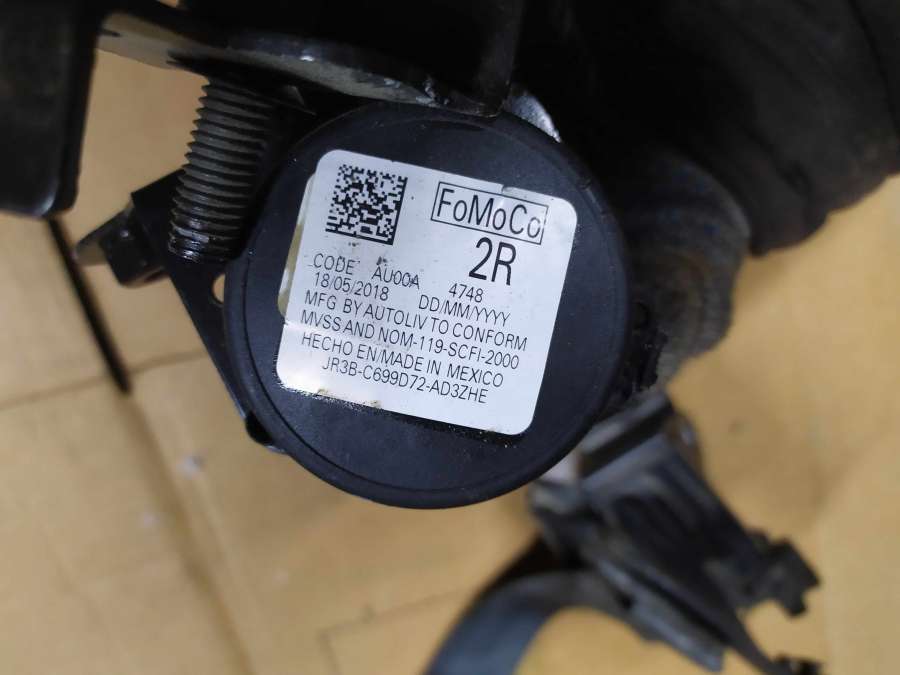 FoMoCo
2R
CODE AU00A 4748
18/05/2018 DD/MM/YYYY
MFG BY AUTOLIV TO CONFORM
MVSS AND NOM-119-SCFI-2000
HECHO EN/MADE IN MEXICO
JR3B-C699D72-AD3ZHE